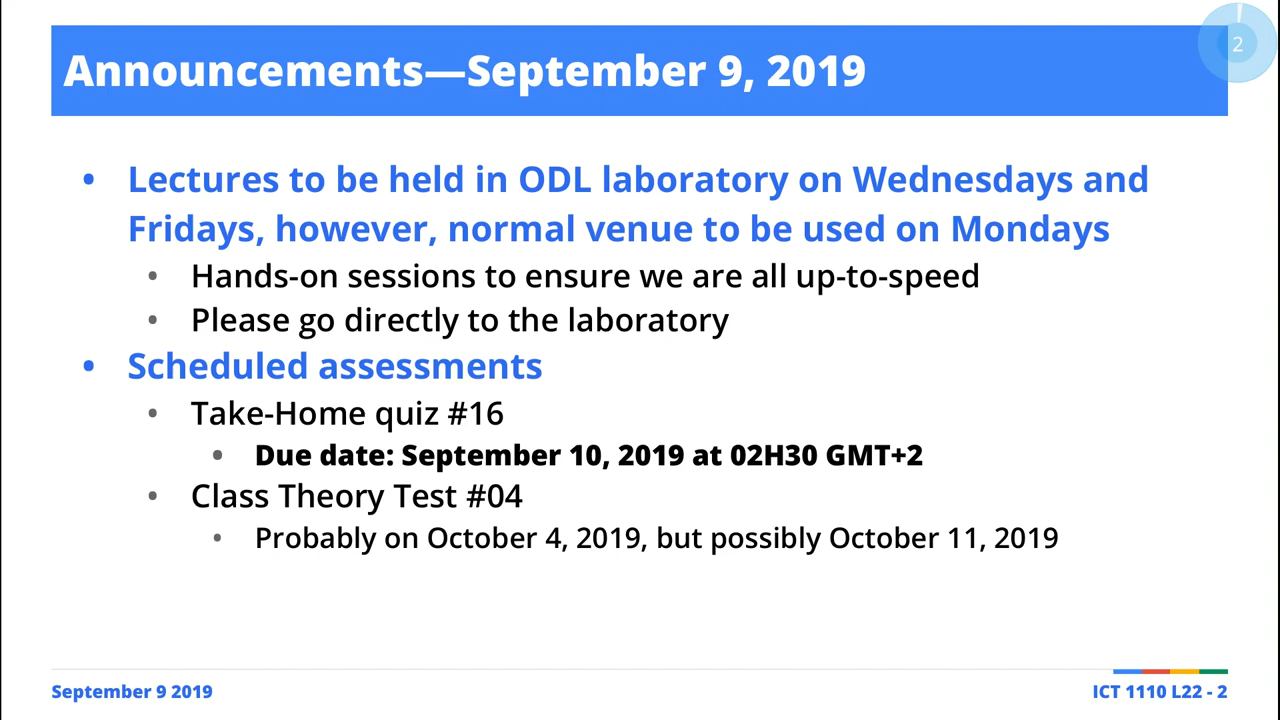 2
Announcements—September 9, 2019
• Lectures to be held in ODL laboratory on Wednesdays and
Fridays, however, normal venue to be used on Mondays
• Hands-on sessions to ensure we are all up-to-speed
• Please go directly to the laboratory
• Scheduled assessments
• Take-Home quiz #16
• Due date: September 10, 2019 at 02H30 GMT+2
• Class Theory Test #04
• Probably on October 4, 2019, but possibly October 11, 2019
September 9 2019
ICT 1110 L22 - 2